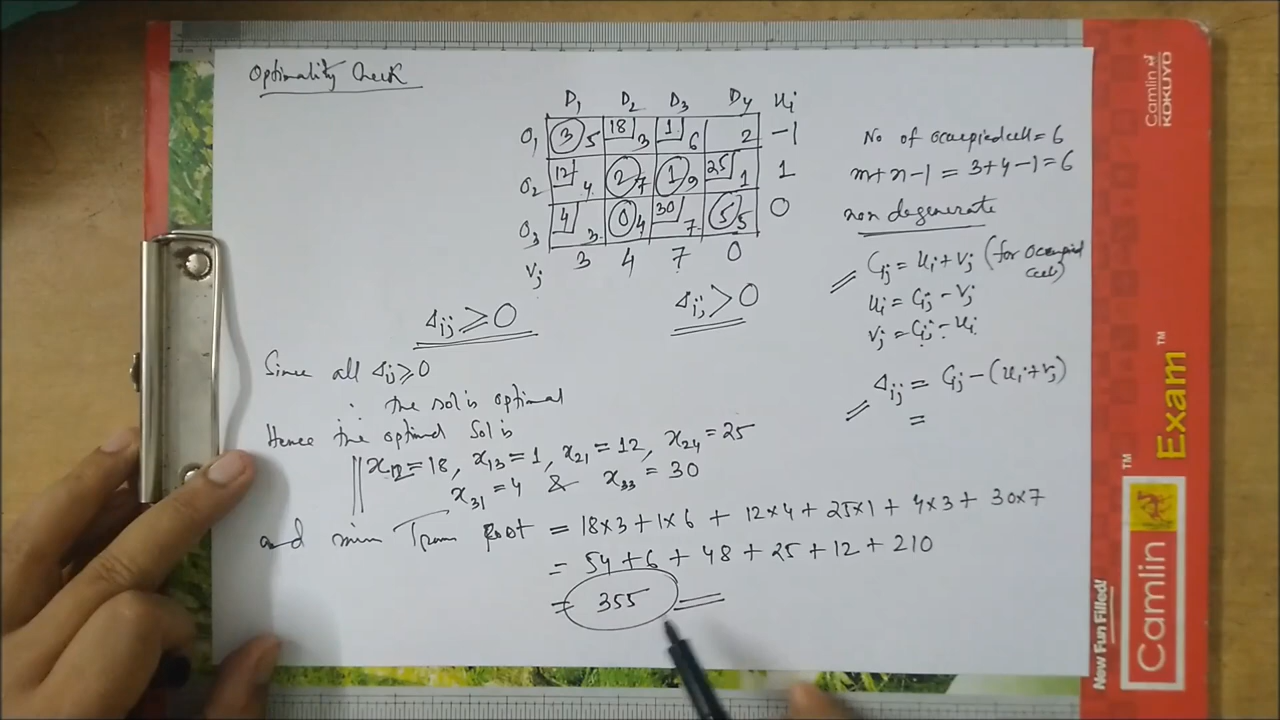 Optimality Check
D1 D2 D3 D4 ui
O1 3 5 18 3 1 6 2 -1
O2 12 4 2 7 1 9 25 1 1
O3 4 3 0 4 30 7 5 5 0
vj 3 4 7 0
Δij ≥ 0 Δij > 0
Since all Δij ≥ 0
∴ the sol is optimal
Hence the optimal Sol is
x12 = 18, x13 = 1, x21 = 12, x24 = 25
x31 = 4 & x33 = 30
and min Tran cost = 18×3 + 1×6 + 12×4 + 25×1 + 4×3 + 30×7
= 54 + 6 + 48 + 25 + 12 + 210
= 355
No of occupied cell = 6
m+n-1 = 3+4-1 = 6
non degenerate
Cij = ui + vj (for occupied
cell)
ui = Cij - vj
vj = Cij - ui
Δij = Cij - (ui + vj)
=
Camlin
KOKUYO
Exam™
™
Camlin
New Fun Filled!